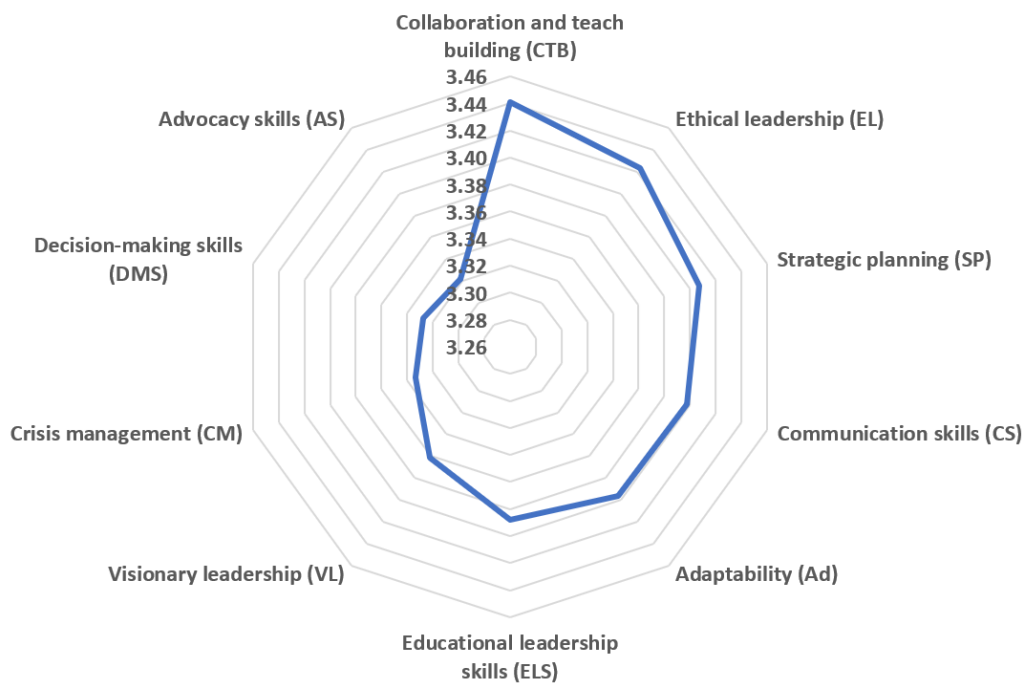 Collaboration and teach
building (CTB)
3.46
3.44
3.42
3.40
3.38
3.36
3.34
3.32
3.30
3.28
3.26
Ethical leadership (EL)
Strategic planning (SP)
Communication skills (CS)
Adaptability (Ad)
Educational leadership
skills (ELS)
Visionary leadership (VL)
Crisis management (CM)
Decision-making skills
(DMS)
Advocacy skills (AS)